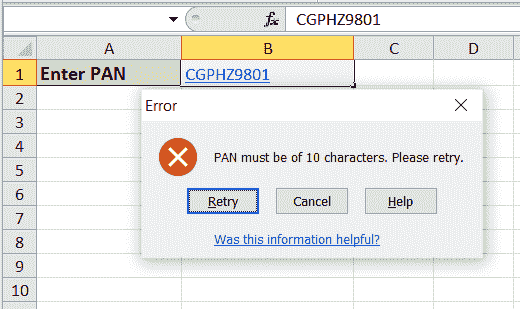 fx CGPHZ9801
A B C D
1 Enter PAN CGPHZ9801
2
3
4
5
6
7
8
9
10
Error
PAN must be of 10 characters. Please retry.
Retry Cancel Help
Was this information helpful?